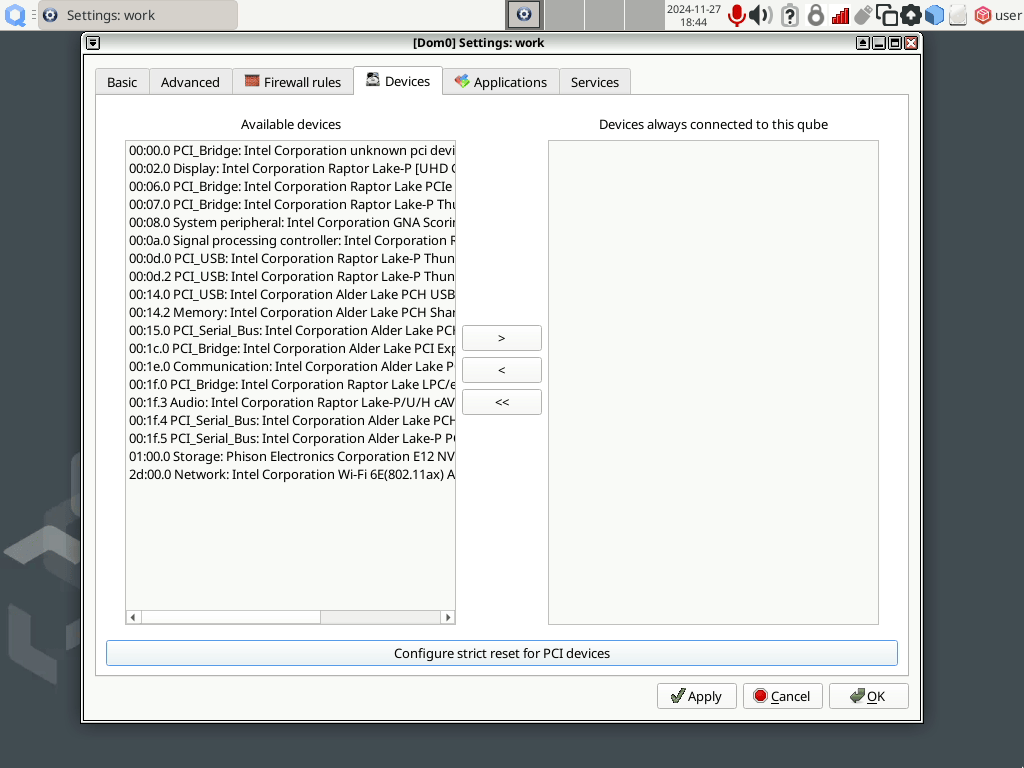 Settings: work
2024-11-27
18:44
user
[Dom0] Settings: work
Basic
Advanced
Firewall rules
Devices
Applications
Services
Available devices
Devices always connected to this qube
00:00.0 PCI_Bridge: Intel Corporation unknown pci devi
00:02.0 Display: Intel Corporation Raptor Lake-P [UHD
00:06.0 PCI_Bridge: Intel Corporation Raptor Lake PCIe
00:07.0 PCI_Bridge: Intel Corporation Raptor Lake-P Thu
00:08.0 System peripheral: Intel Corporation GNA Scorin
00:0a.0 Signal processing controller: Intel Corporation R
00:0d.0 PCI_USB: Intel Corporation Raptor Lake-P Thun
00:0d.2 PCI_USB: Intel Corporation Raptor Lake-P Thun
00:14.0 PCI_USB: Intel Corporation Alder Lake PCH USB
00:14.2 Memory: Intel Corporation Alder Lake PCH Shar
00:15.0 PCI_Serial_Bus: Intel Corporation Alder Lake PCH
00:1c.0 PCI_Bridge: Intel Corporation Alder Lake PCI Exp
00:1e.0 Communication: Intel Corporation Alder Lake P
00:1f.0 PCI_Bridge: Intel Corporation Raptor Lake LPC/e
00:1f.3 Audio: Intel Corporation Raptor Lake-P/U/H cAV
00:1f.4 PCI_Serial_Bus: Intel Corporation Alder Lake PCH
00:1f.5 PCI_Serial_Bus: Intel Corporation Alder Lake-P PC
01:00.0 Storage: Phison Electronics Corporation E12 NV
2d:00.0 Network: Intel Corporation Wi-Fi 6E(802.11ax) A
>
<
<<
Configure strict reset for PCI devices
Apply
Cancel
OK